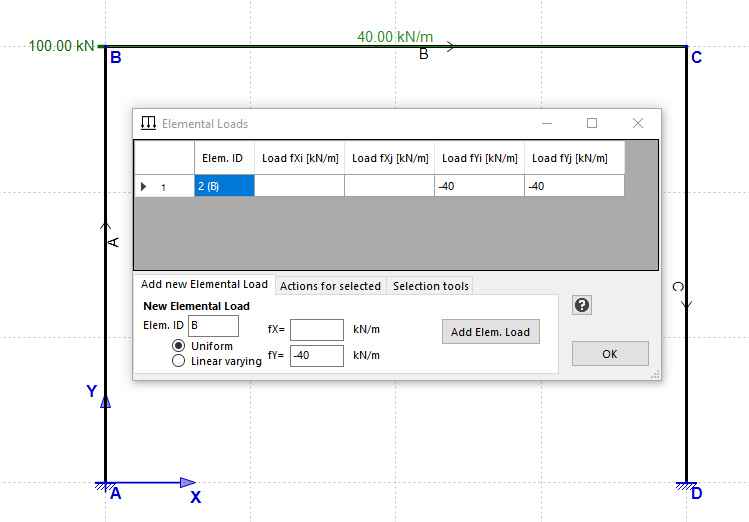 40.00 kN/m
100.00 kN
B
B
C
Elemental Loads
Elem. ID Load fXi [kN/m] Load fXj [kN/m] Load fYi [kN/m] Load fYj [kN/m]
1 2 (B) -40 -40
A
C
Add new Elemental Load Actions for selected Selection tools
New Elemental Load
Elem. ID B fX= kN/m Add Elem. Load ?
Uniform
Linear varying fY= -40 kN/m OK
Y
A
X
D